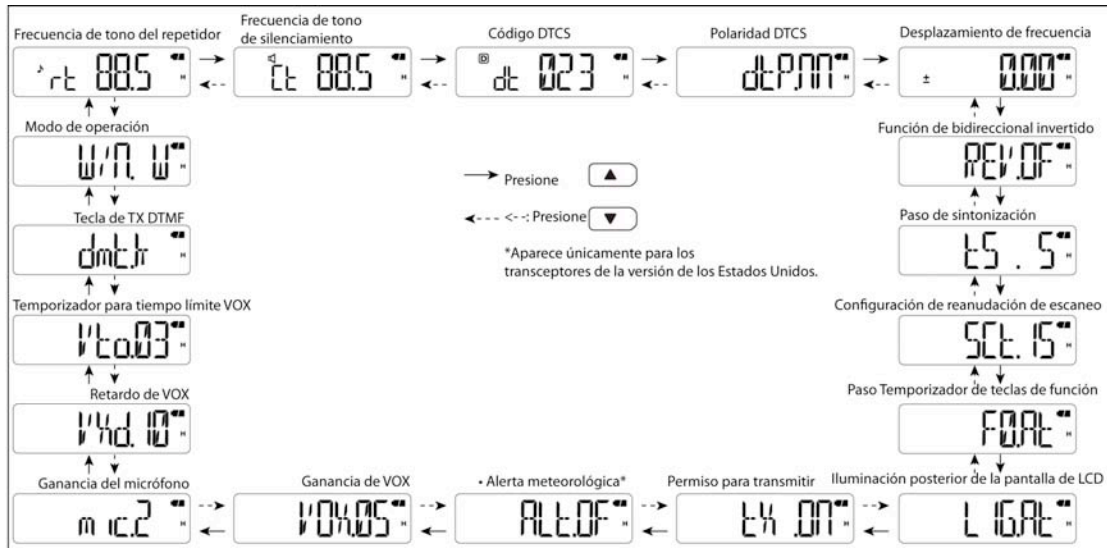 Frecuencia de tono del repetidor
Frecuencia de tono
de silenciamiento
Código DTCS
Polaridad DTCS
Desplazamiento de frecuencia
rt 88.5
Ct 88.5
D
dt 023
dtP.NN
± 0.00
Modo de operación
Función de bidireccional invertido
W/N. W
REV.OF
Presione
Tecla de TX DTMF
Paso de sintonización
<--: Presione
dmt.k
tS . 5
*Aparece únicamente para los
transceptores de la versión de los Estados Unidos.
Temporizador para tiempo límite VOX
Configuración de reanudación de escaneo
Vto.03
SCt. 15
Retardo de VOX
Paso Temporizador de teclas de función
VXd. 10
F0.At
Ganancia del micrófono
Ganancia de VOX
• Alerta meteorológica*
Permiso para transmitir
Iluminación posterior de la pantalla de LCD
mic.2
VOX.05
ALt.OF
tX .ON
LIG.At